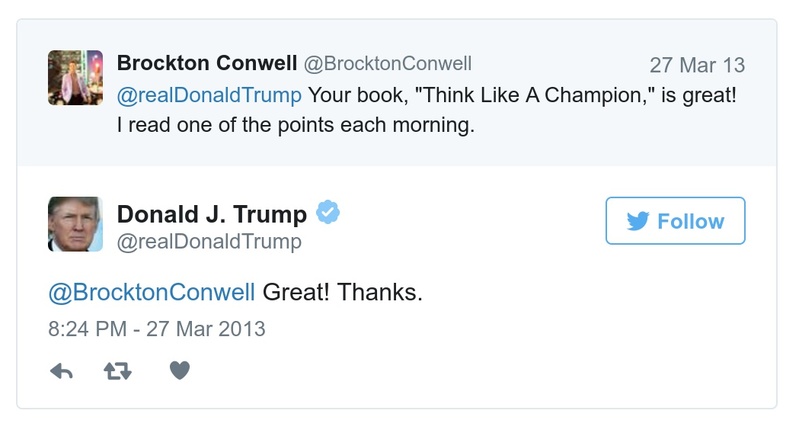 Brockton Conwell @BrocktonConwell 27 Mar 13
@realDonaldTrump Your book, "Think Like A Champion," is great!
I read one of the points each morning.
Donald J. Trump
@realDonaldTrump
Follow
@BrocktonConwell Great! Thanks.
8:24 PM - 27 Mar 2013